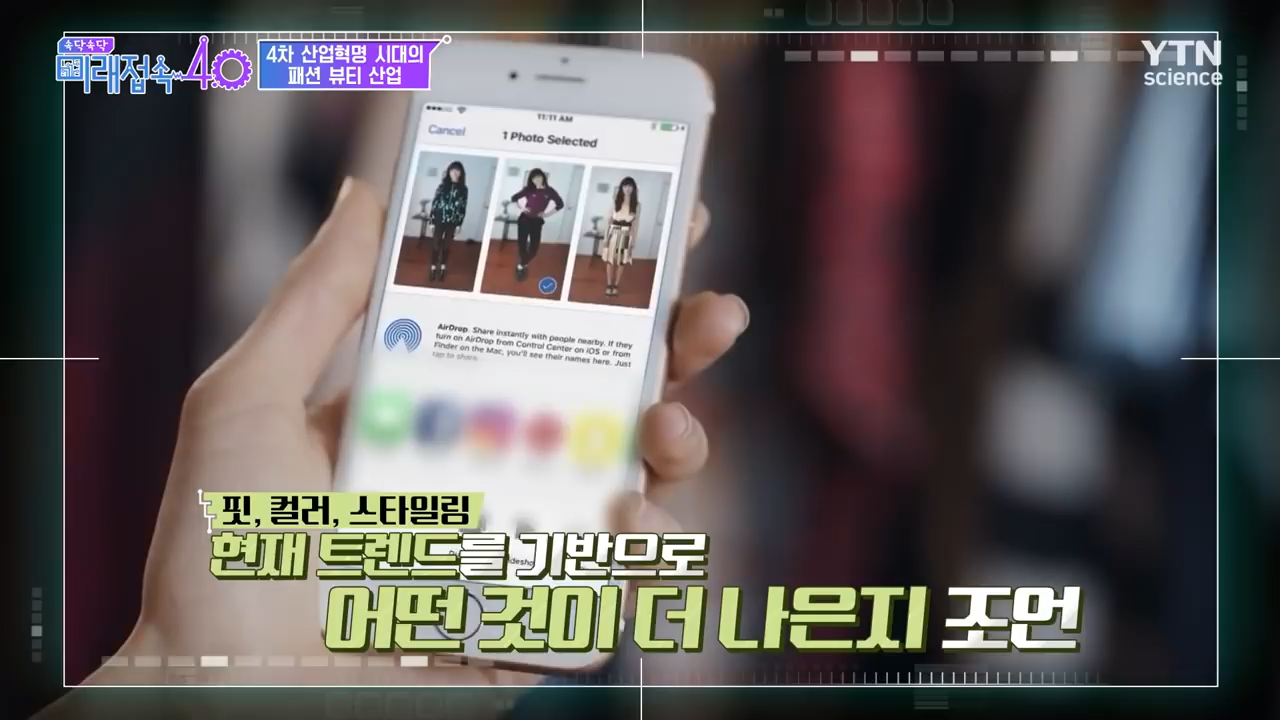 속닥속닥
미래접속 4.0
4차 산업혁명 시대의
패션 뷰티 산업
YTN
science
11:11 AM
Cancel
1 Photo Selected
AirDrop. Share instantly with people nearby. If they
turn on AirDrop from Control Center on iOS or from
Finder on the Mac, you'll see their names here. Just
tap to share.
핏, 컬러, 스타일링
현재 트렌드를 기반으로
어떤 것이 더 나은지 조언